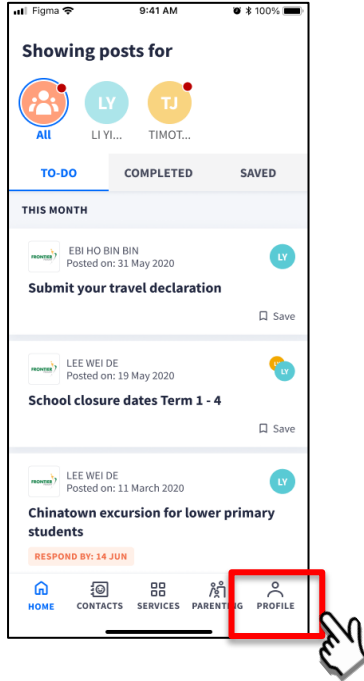 Figma 9:41 AM 100%
Showing posts for
LY TJ
All LI YI... TIMOT...
TO-DO COMPLETED SAVED
THIS MONTH
EBI HO BIN BIN
FRONTIER Posted on: 31 May 2020 LY
Submit your travel declaration
Save
LEE WEI DE
FRONTIER Posted on: 19 May 2020 LY
School closure dates Term 1 - 4
Save
LEE WEI DE
FRONTIER Posted on: 11 March 2020 LY
Chinatown excursion for lower primary
students
RESPOND BY: 14 JUN
HOME CONTACTS SERVICES PARENTING PROFILE